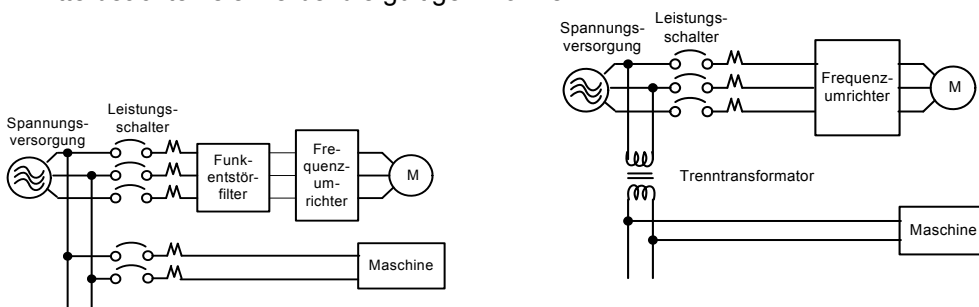 Spannungs-
versorgung
Leistungs-
schalter
Funk-
entstör-
filter
Fre-
quenz-
um-
richter
M
Maschine
Spannungs-
versorgung
Leistungs-
schalter
Frequenz-
umrichter
M
Trenntransformator
Maschine